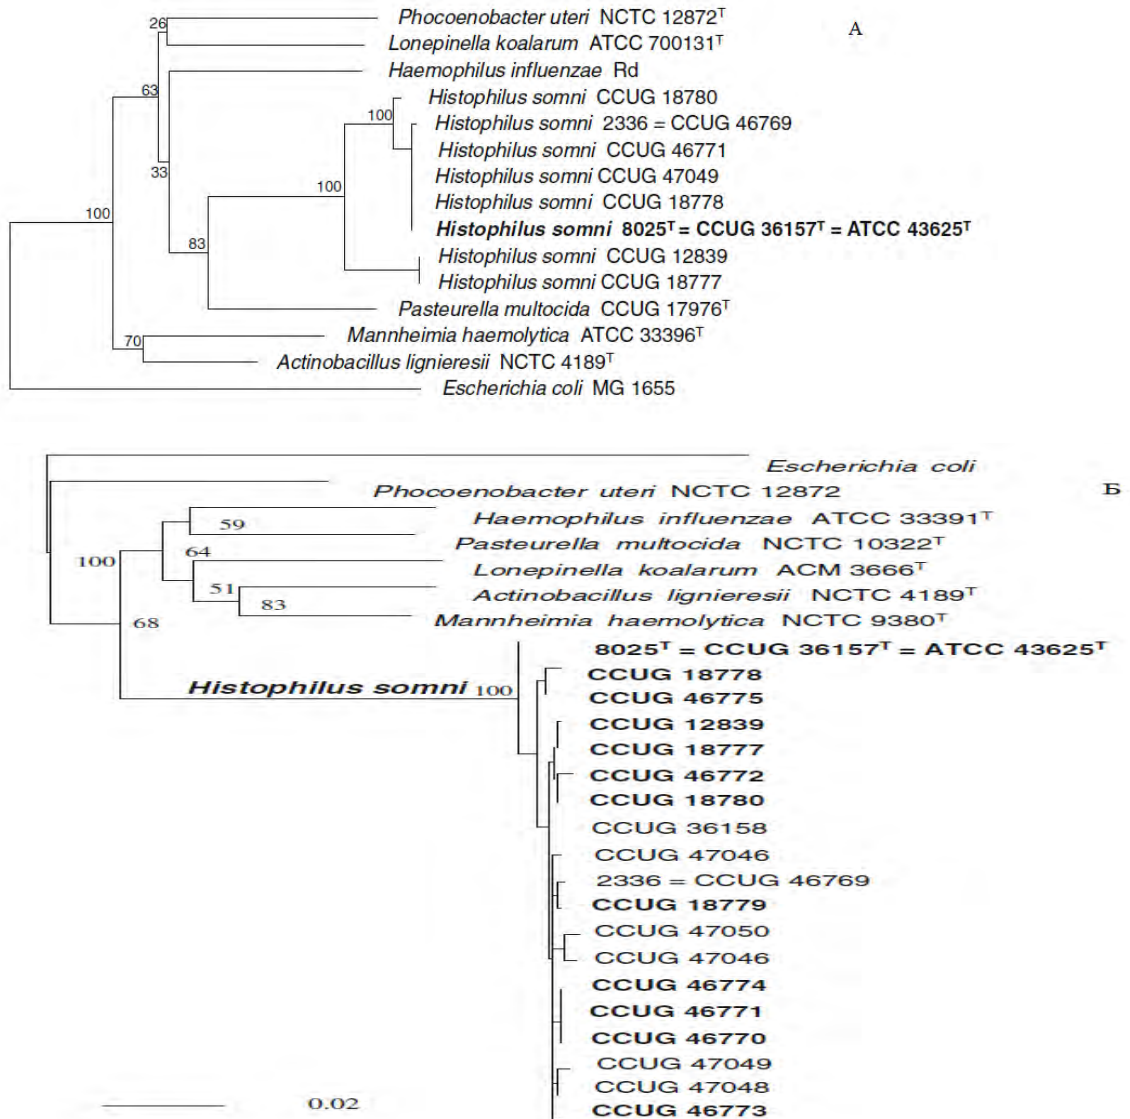 26
Phocoenobacter uteri NCTC 12872ᵀ
А
Lonepinella koalarum ATCC 700131ᵀ
Haemophilus influenzae Rd
63
Histophilus somni CCUG 18780
100
Histophilus somni 2336 = CCUG 46769
Histophilus somni CCUG 46771
33
Histophilus somni CCUG 47049
100
Histophilus somni CCUG 18778
100
Histophilus somni 8025ᵀ = CCUG 36157ᵀ = ATCC 43625ᵀ
83
Histophilus somni CCUG 12839
Histophilus somni CCUG 18777
Pasteurella multocida CCUG 17976ᵀ
Mannheimia haemolytica ATCC 33396ᵀ
70
Actinobacillus lignieresii NCTC 4189ᵀ
Escherichia coli MG 1655
Escherichia coli
Phocoenobacter uteri NCTC 12872
Б
Haemophilus influenzae ATCC 33391ᵀ
59
Pasteurella multocida NCTC 10322ᵀ
64
100
Lonepinella koalarum ACM 3666ᵀ
51
Actinobacillus lignieresii NCTC 4189ᵀ
83
Mannheimia haemolytica NCTC 9380ᵀ
68
8025ᵀ = CCUG 36157ᵀ = ATCC 43625ᵀ
CCUG 18778
Histophilus somni 100
CCUG 46775
CCUG 12839
CCUG 18777
CCUG 46772
CCUG 18780
CCUG 36158
CCUG 47046
2336 = CCUG 46769
CCUG 18779
CCUG 47050
CCUG 47046
CCUG 46774
CCUG 46771
CCUG 46770
CCUG 47049
CCUG 47048
0.02
CCUG 46773